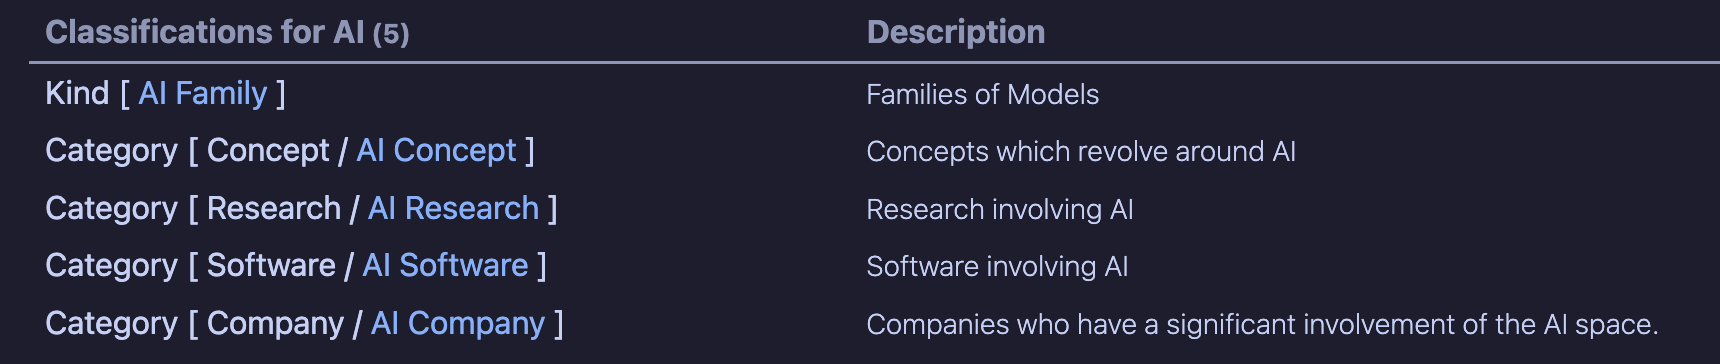 Classifications for AI (5) Description
Kind [ AI Family ] Families of Models
Category [ Concept / AI Concept ] Concepts which revolve around AI
Category [ Research / AI Research ] Research involving AI
Category [ Software / AI Software ] Software involving AI
Category [ Company / AI Company ] Companies who have a significant involvement of the AI space.